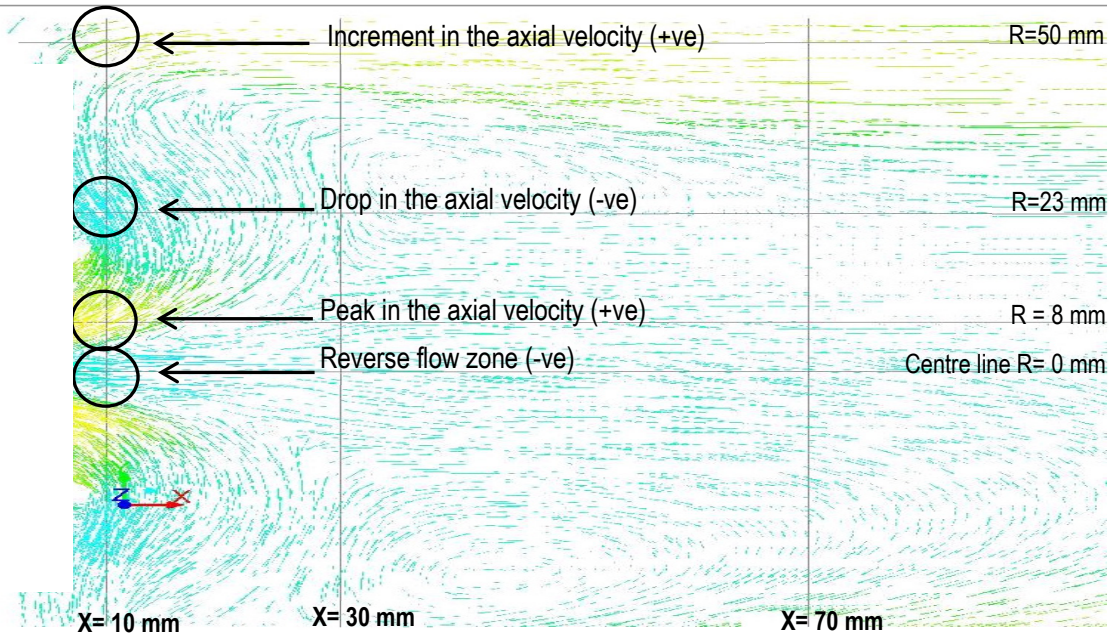 Increment in the axial velocity (+ve)
R=50 mm
Drop in the axial velocity (-ve)
R=23 mm
Peak in the axial velocity (+ve)
R = 8 mm
Reverse flow zone (-ve)
Centre line R= 0 mm
Z
X
X= 10 mm
X= 30 mm
X= 70 mm